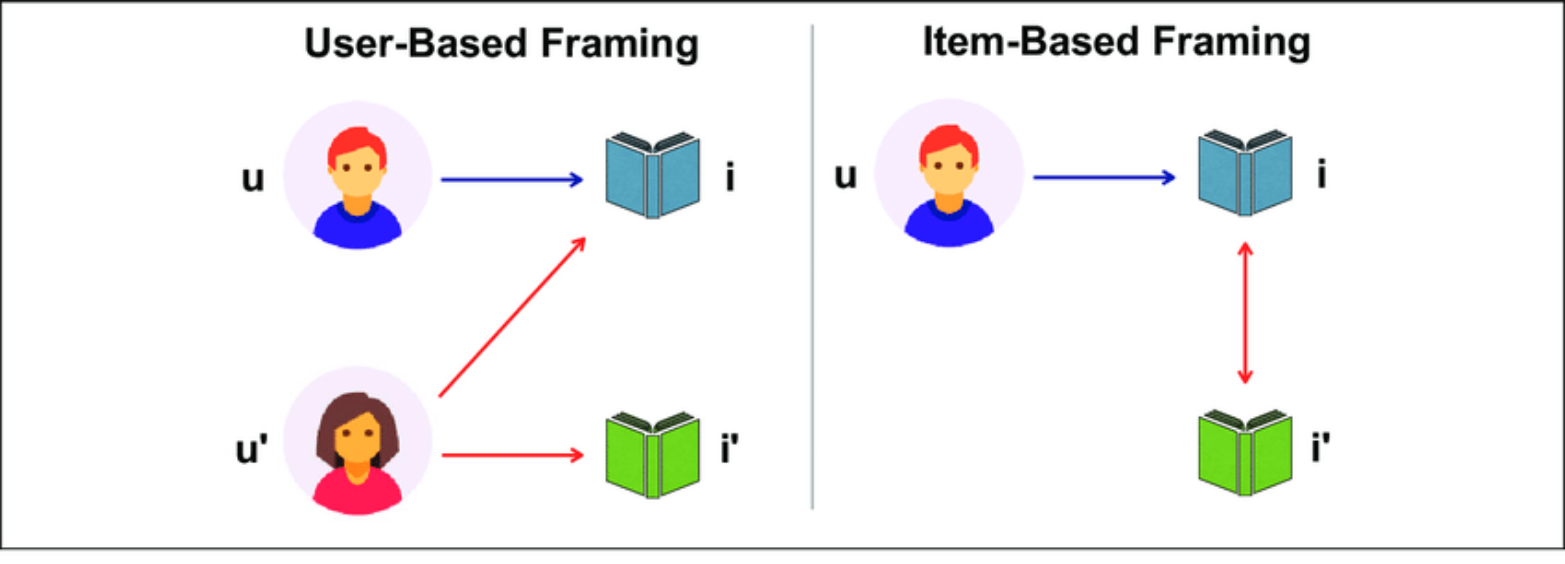 User-Based Framing
u
i
u'
i'
Item-Based Framing
u
i
i'